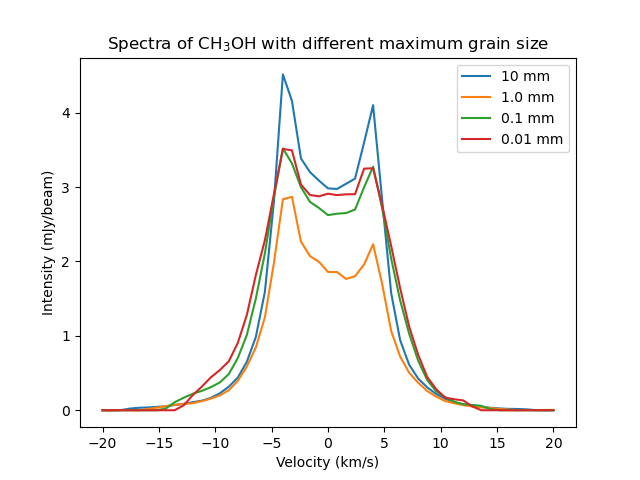 Spectra of CH₃OH with different maximum grain size
10 mm
1.0 mm
0.1 mm
0.01 mm
Intensity (mJy/beam)
4
3
2
1
0
−20 −15 −10 −5 0 5 10 15 20
Velocity (km/s)